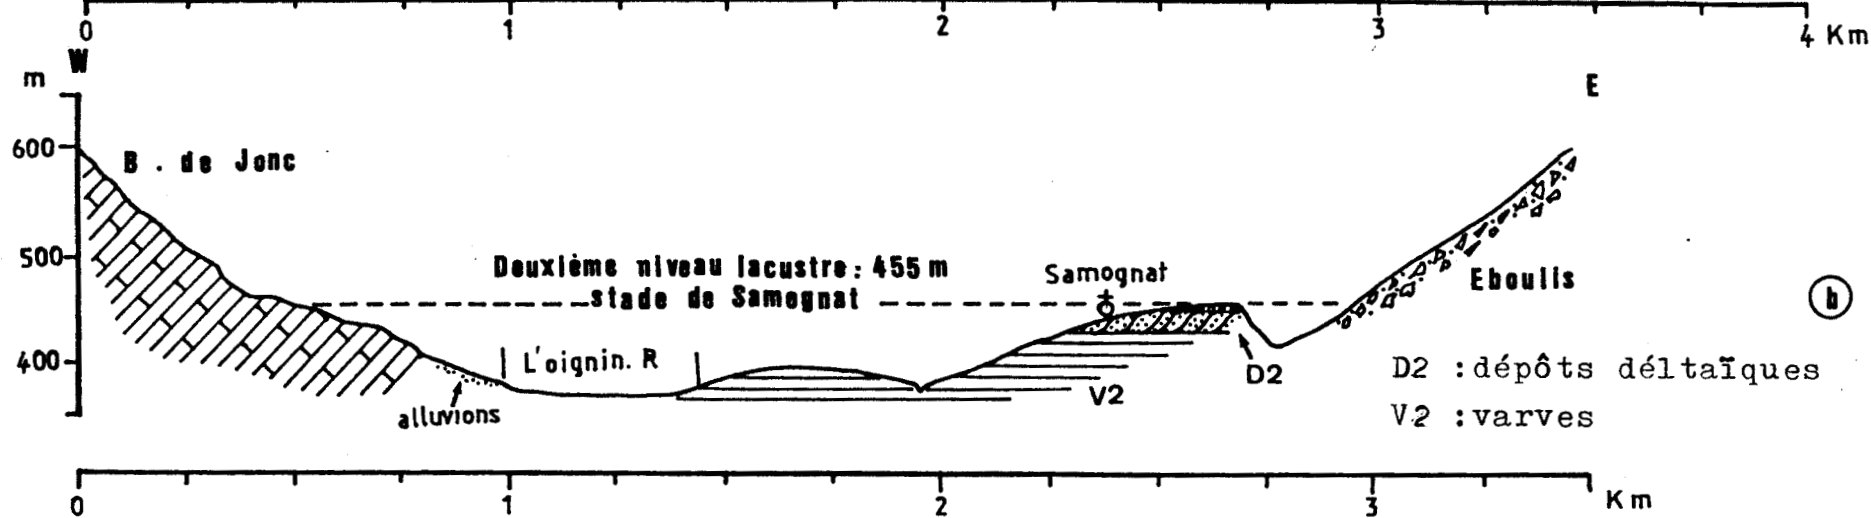 0 1 2 3 4 Km
W
m
E
600
B . de Jonc
500
Deuxième niveau lacustre : 455 m
stade de Samognat
Samognat
Eboulis
b
400
L'oignin. R
alluvions
V2
D2
D2 : dépôts déltaïques
V2 : varves
0 1 2 3 Km